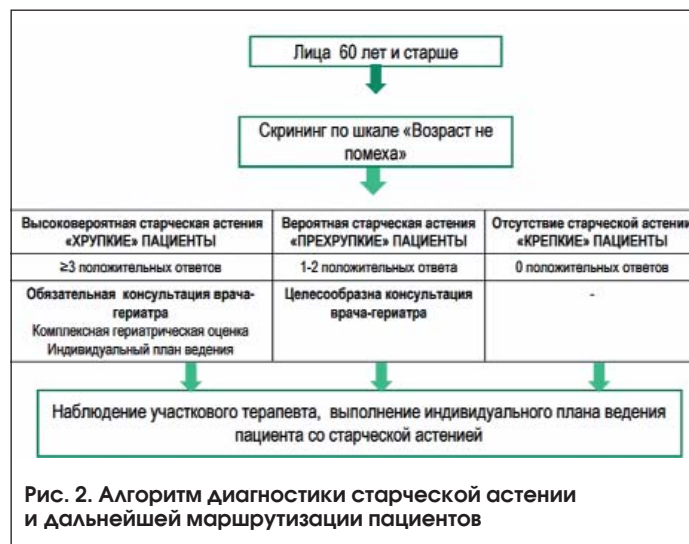 Лица 60 лет и старше
Скрининг по шкале «Возраст не
помеха»
Высоковероятная старческая астения
«ХРУПКИЕ» ПАЦИЕНТЫ
Вероятная старческая астения
«ПРЕХРУПКИЕ» ПАЦИЕНТЫ
Отсутствие старческой астении
«КРЕПКИЕ» ПАЦИЕНТЫ
≥3 положительных ответов
1-2 положительных ответа
0 положительных ответов
Обязательная консультация врача-
гериатра
Комплексная гериатрическая оценка
Индивидуальный план ведения
Целесообразна консультация
врача-гериатра
-
Наблюдение участкового терапевта, выполнение индивидуального плана ведения
пациента со старческой астенией
Рис. 2. Алгоритм диагностики старческой астении
и дальнейшей маршрутизации пациентов